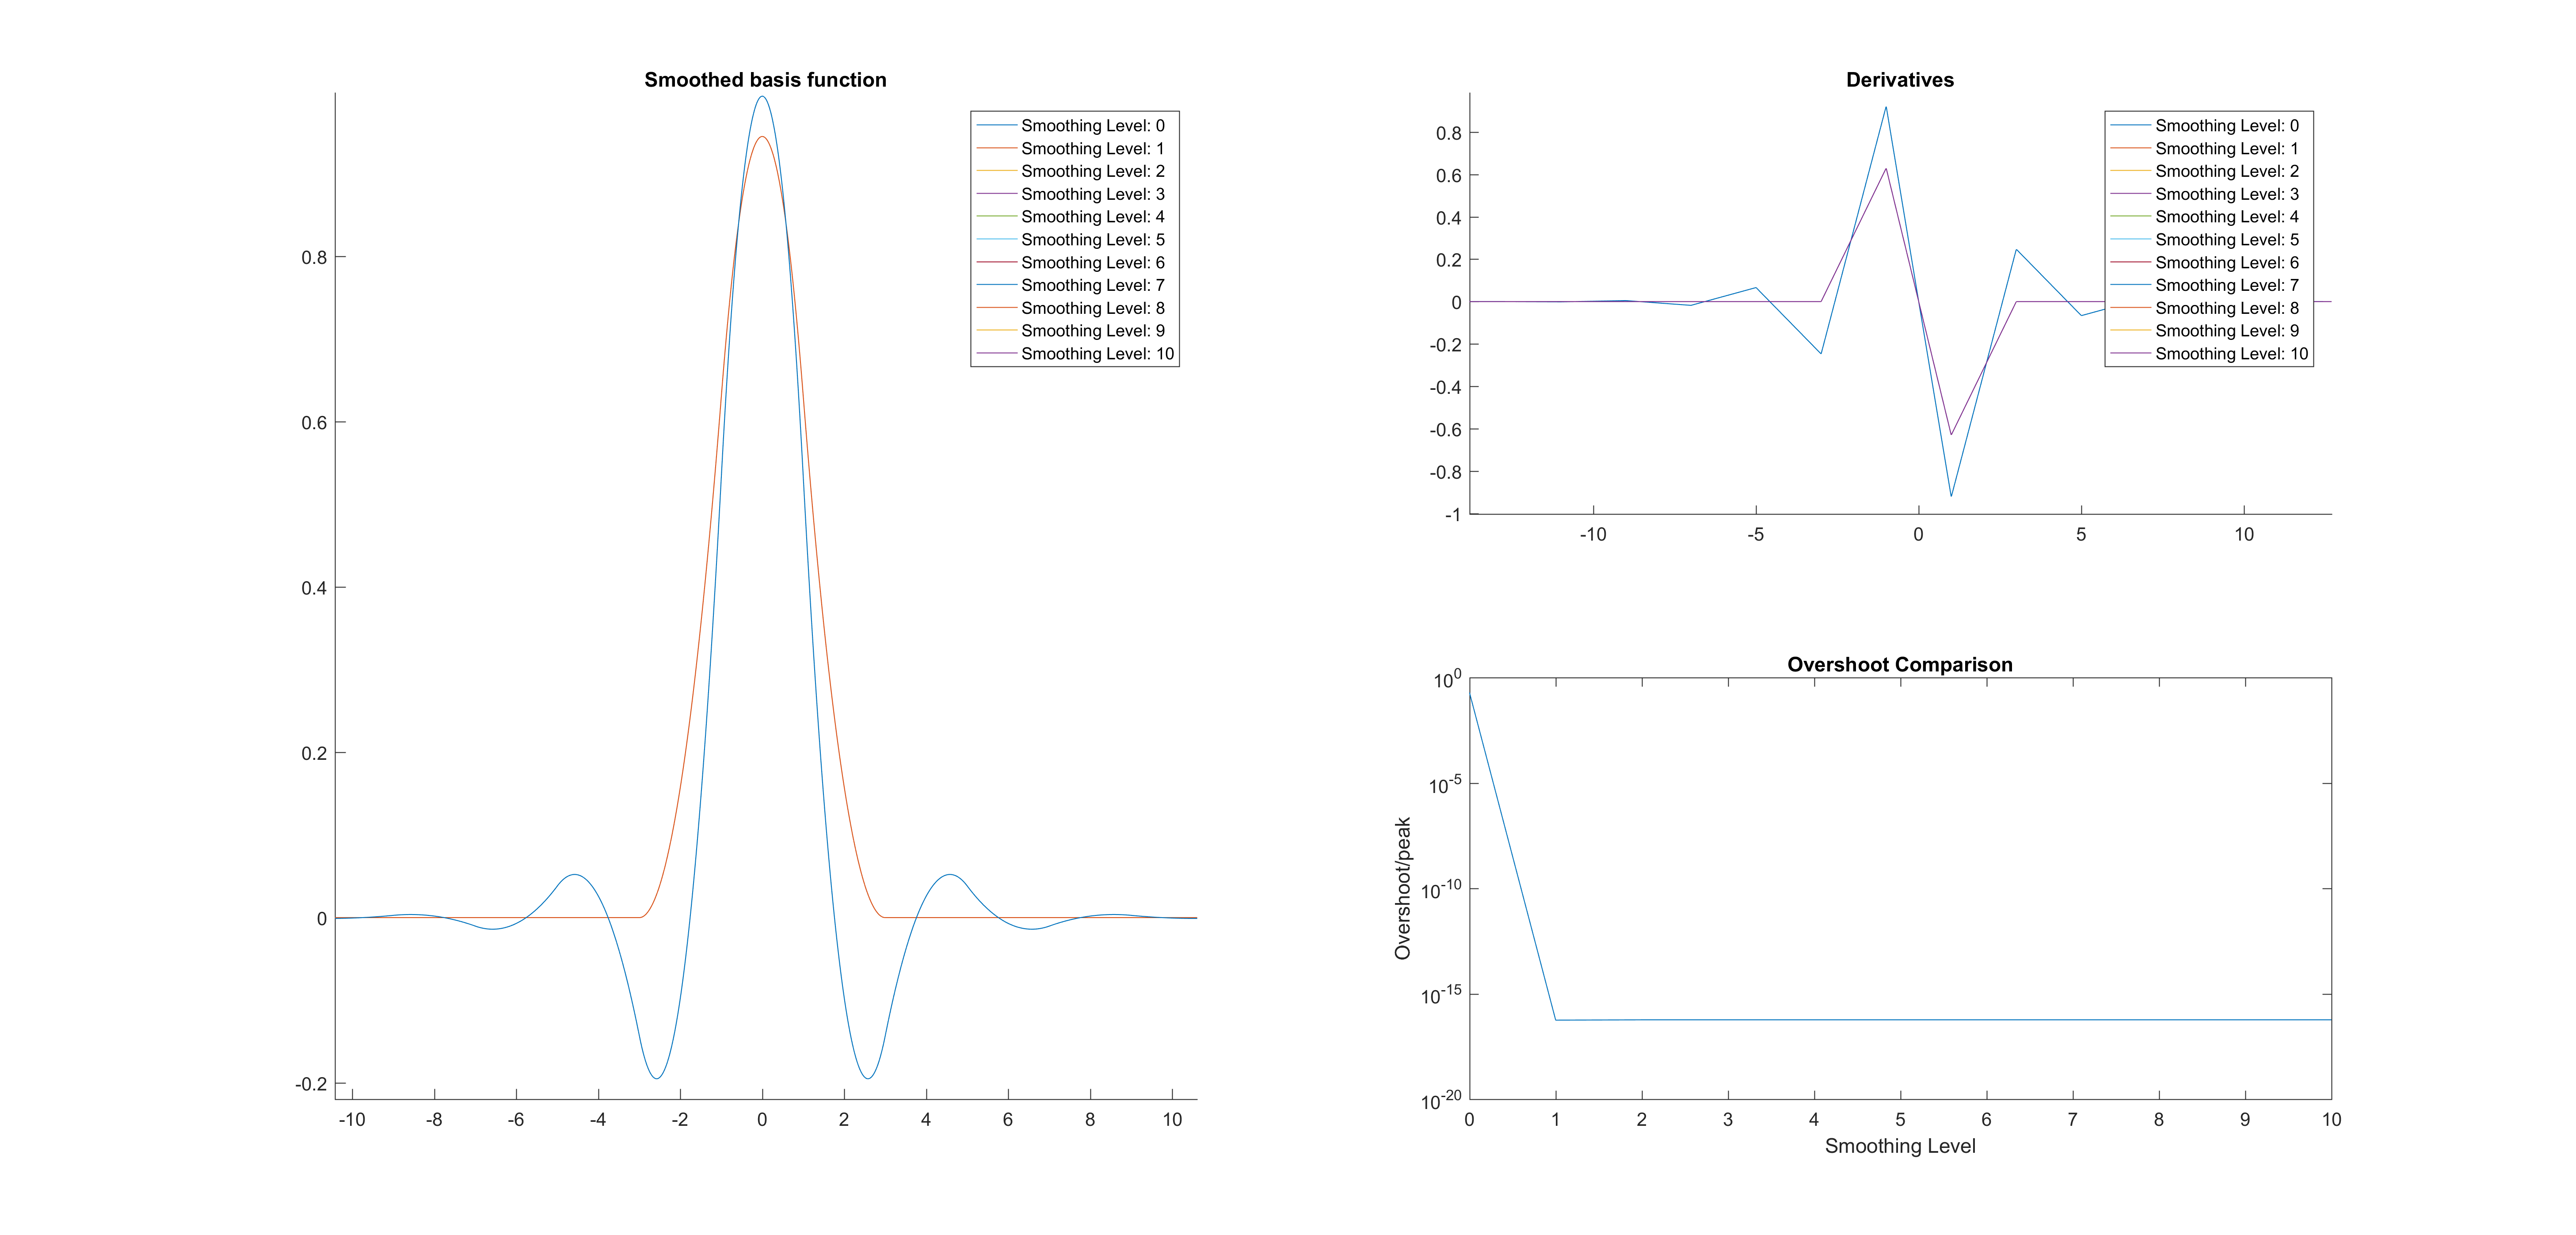 Smoothed basis function
Smoothing Level: 0
Smoothing Level: 1
Smoothing Level: 2
Smoothing Level: 3
Smoothing Level: 4
Smoothing Level: 5
Smoothing Level: 6
Smoothing Level: 7
Smoothing Level: 8
Smoothing Level: 9
Smoothing Level: 10
0.8
0.6
0.4
0.2
0
-0.2
-10 -8 -6 -4 -2 0 2 4 6 8 10
Derivatives
Smoothing Level: 0
Smoothing Level: 1
Smoothing Level: 2
Smoothing Level: 3
Smoothing Level: 4
Smoothing Level: 5
Smoothing Level: 6
Smoothing Level: 7
Smoothing Level: 8
Smoothing Level: 9
Smoothing Level: 10
0.8
0.6
0.4
0.2
0
-0.2
-0.4
-0.6
-0.8
-1
-10 -5 0 5 10
Overshoot Comparison
Overshoot/peak
10^0
10^-5
10^-10
10^-15
10^-20
0 1 2 3 4 5 6 7 8 9 10
Smoothing Level